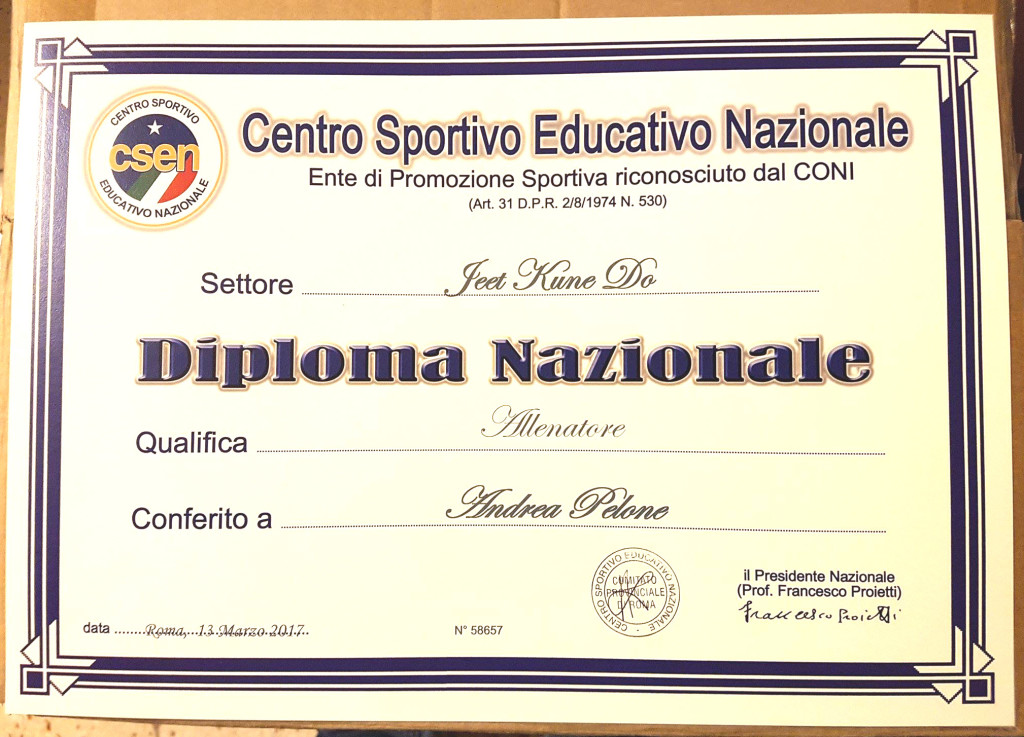 CENTRO SPORTIVO
csen
EDUCATIVO NAZIONALE
Centro Sportivo Educativo Nazionale
Ente di Promozione Sportiva riconosciuto dal CONI
(Art. 31 D.P.R. 2/8/1974 N. 530)
Settore Jeet Kune Do
Diploma Nazionale
Qualifica Allenatore
Conferito a Andrea Pelone
CENTRO SPORTIVO EDUCATIVO NAZIONALE
COMITATO
PROVINCIALE
DI ROMA
il Presidente Nazionale
(Prof. Francesco Proietti)
Francesco Proietti
data Roma, 13 Marzo 2017
N° 58657